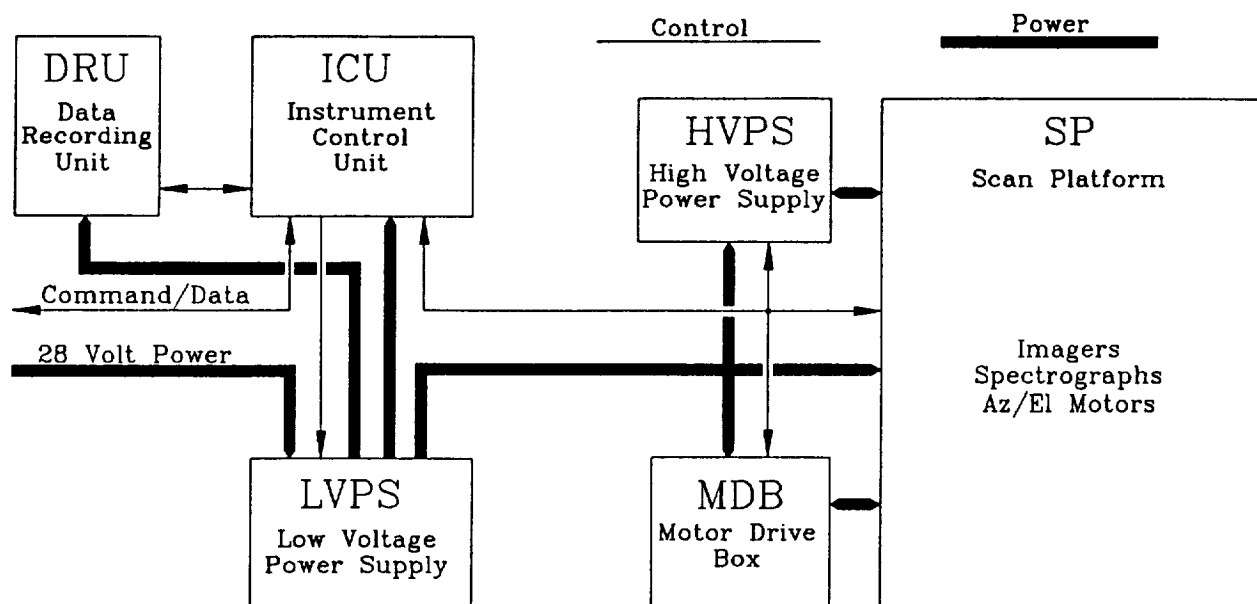 Control
Power
DRU
Data
Recording
Unit
ICU
Instrument
Control
Unit
HVPS
High Voltage
Power Supply
SP
Scan Platform
Command/Data
28 Volt Power
Imagers
Spectrographs
Az/El Motors
LVPS
Low Voltage
Power Supply
MDB
Motor Drive
Box